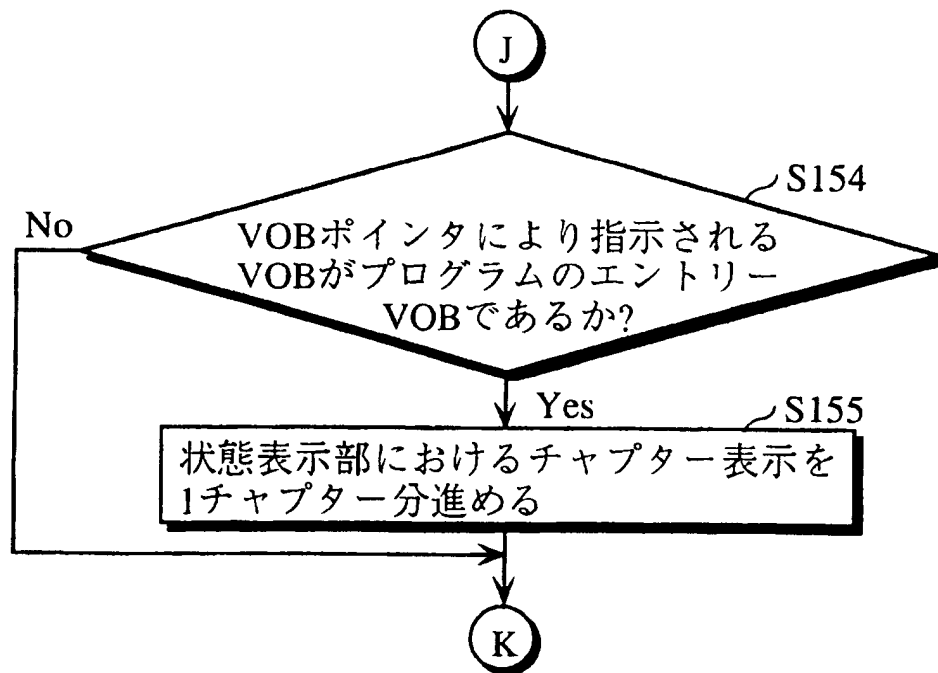 J
S154
No
VOBポインタにより指示される
VOBがプログラムのエントリー
VOBであるか?
Yes
S155
状態表示部におけるチャプター表示を
1チャプター分進める
K